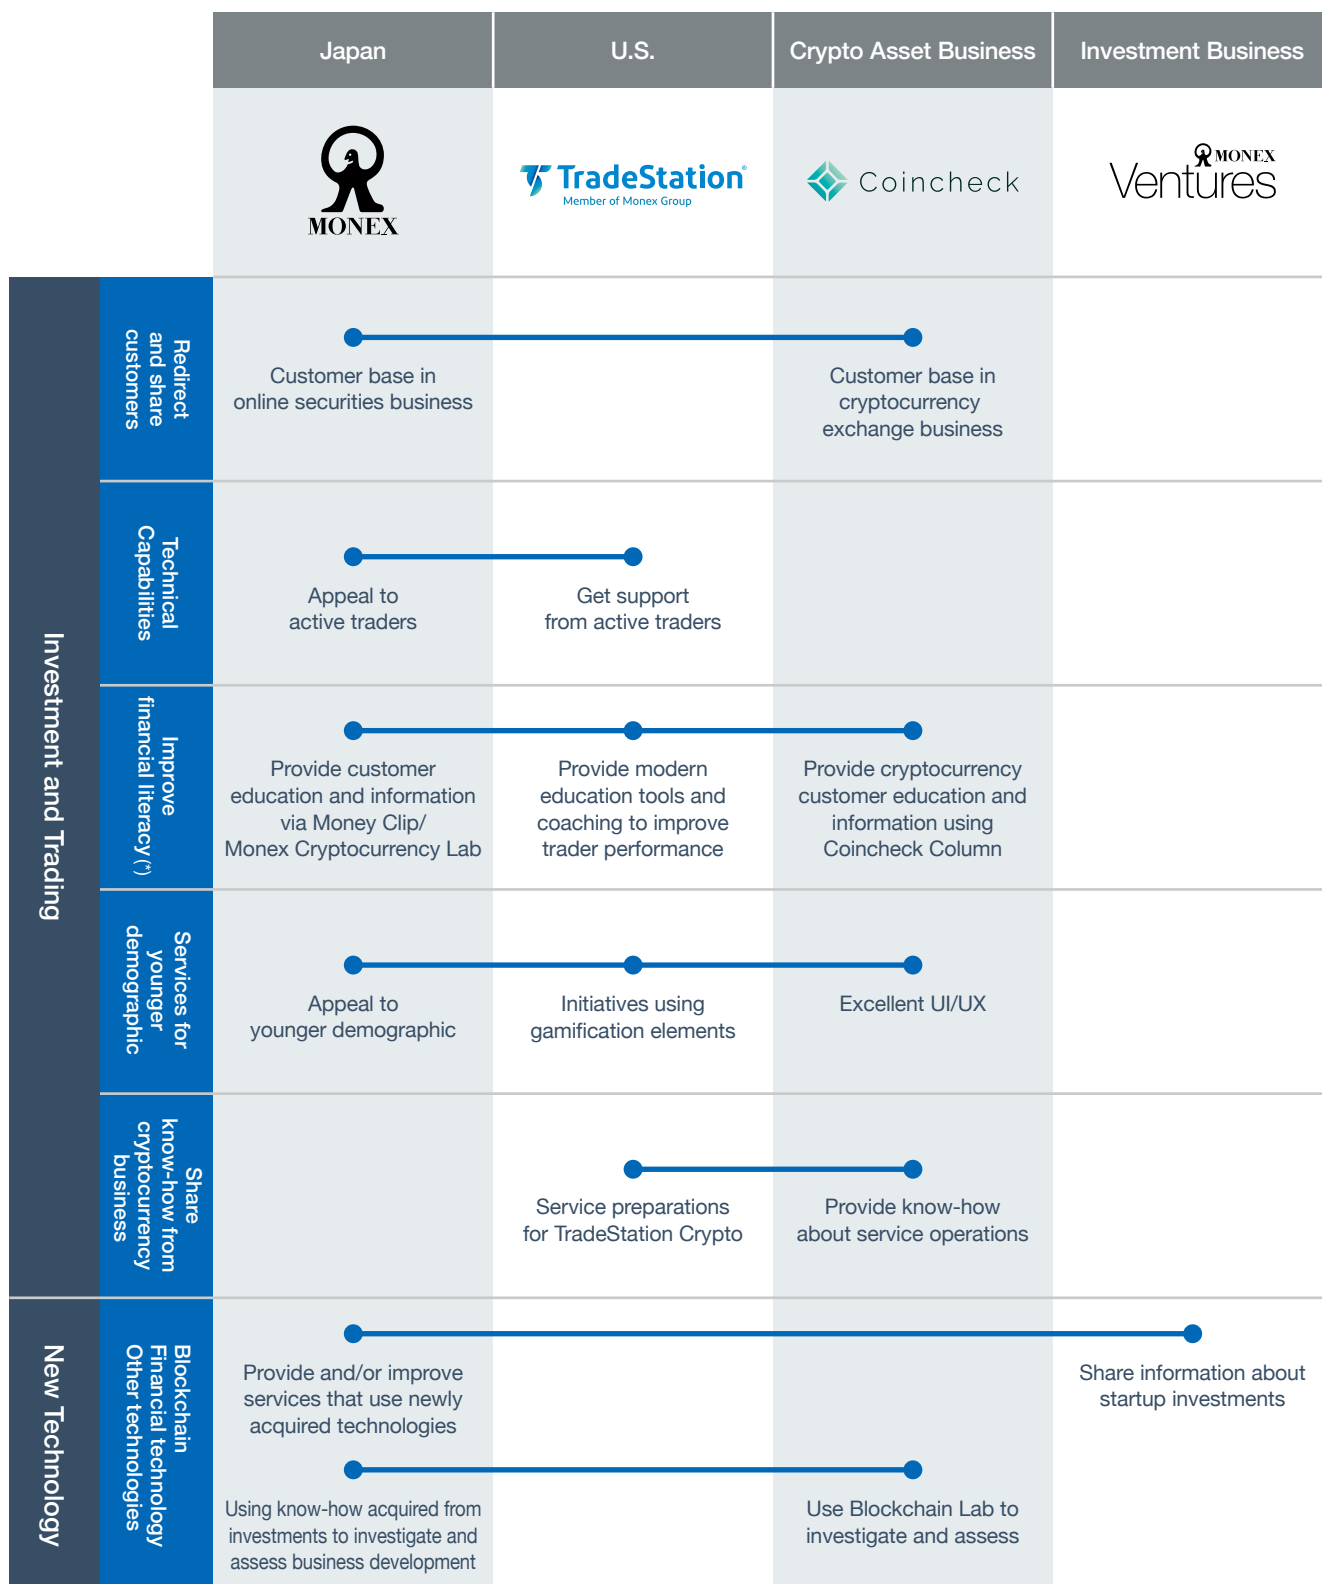 Japan
U.S.
Crypto Asset Business
Investment Business
MONEX
TradeStation®
Member of Monex Group
Coincheck
MONEX
Ventures
Investment and Trading
Redirect
and share
customers
Customer base in
online securities business
Customer base in
cryptocurrency
exchange business
Technical
Capabilities
Appeal to
active traders
Get support
from active traders
Improve
financial literacy (*)
Provide customer
education and information
via Money Clip/
Monex Cryptocurrency Lab
Provide modern
education tools and
coaching to improve
trader performance
Provide cryptocurrency
customer education and
information using
Coincheck Column
Services for
younger
demographic
Appeal to
younger demographic
Initiatives using
gamification elements
Excellent UI/UX
Share
know-how from
cryptocurrency
business
Service preparations
for TradeStation Crypto
Provide know-how
about service operations
New Technology
Blockchain
Financial technology
Other technologies
Provide and/or improve
services that use newly
acquired technologies
Share information about
startup investments
Using know-how acquired from
investments to investigate and
assess business development
Use Blockchain Lab to
investigate and assess